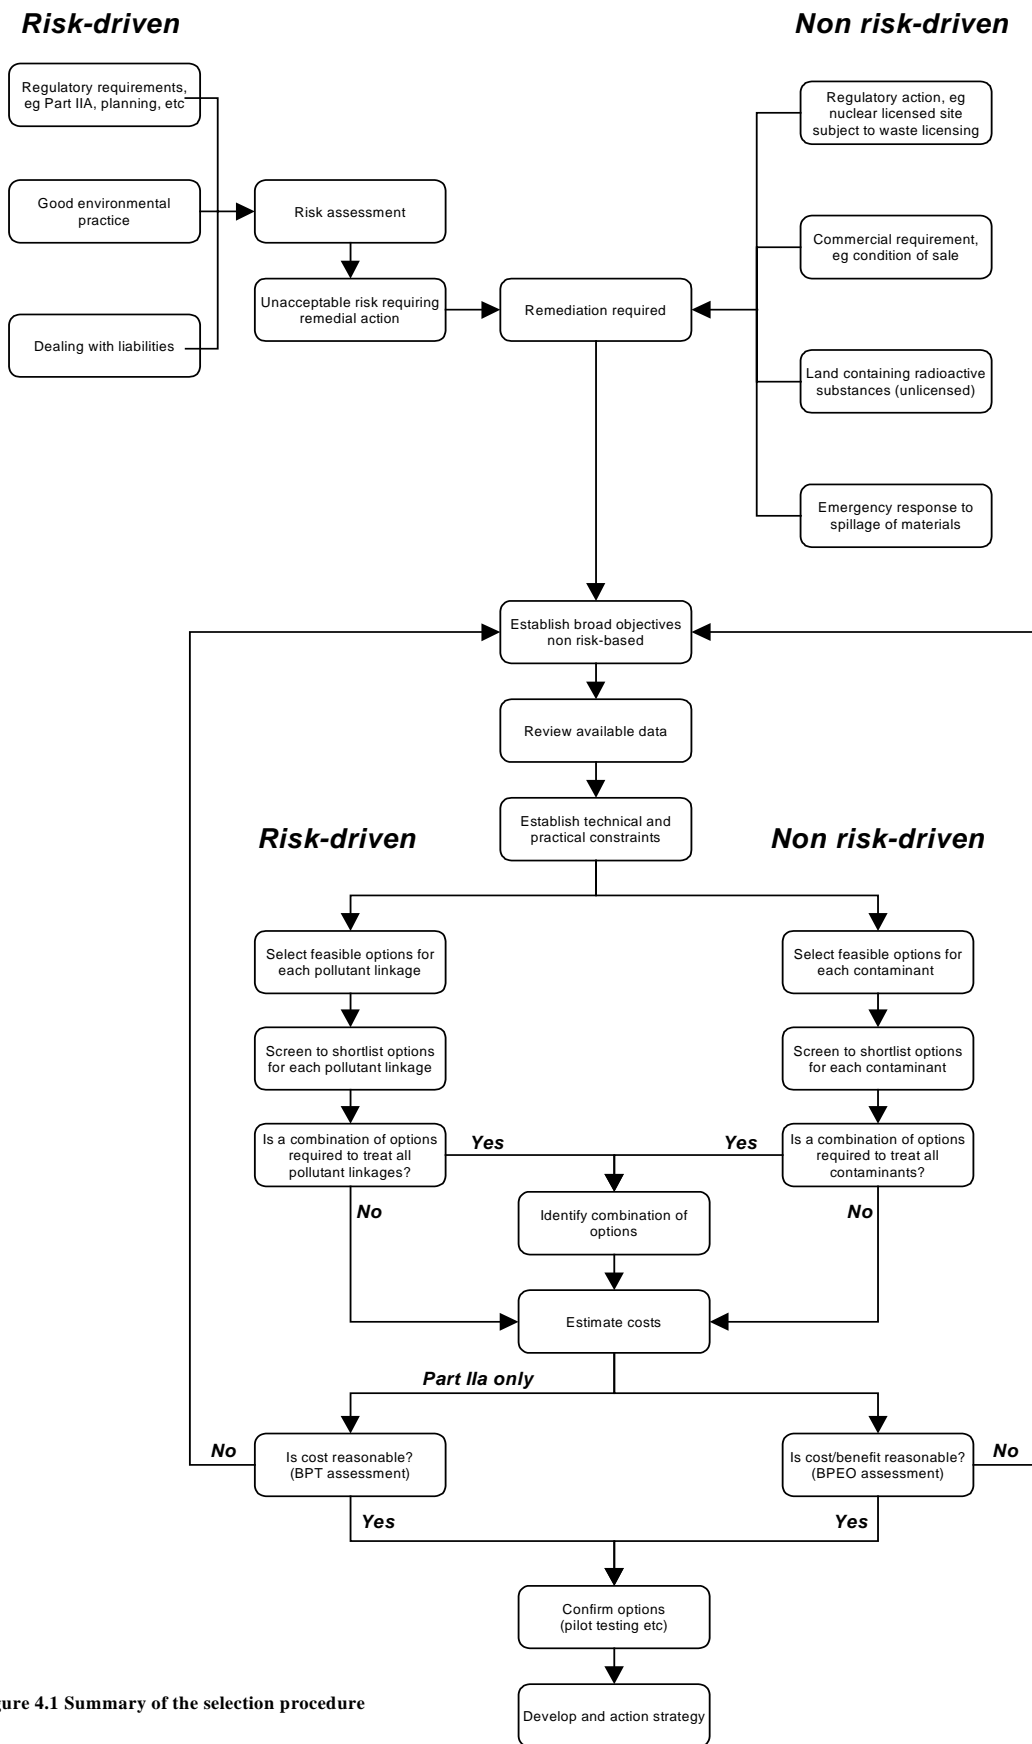 Risk-driven
Non risk-driven
Regulatory requirements,
eg Part IIA, planning, etc
Regulatory action, eg
nuclear licensed site
subject to waste licensing
Good environmental
practice
Risk assessment
Commercial requirement,
eg condition of sale
Unacceptable risk requiring
remedial action
Remediation required
Dealing with liabilities
Land containing radioactive
substances (unlicensed)
Emergency response to
spillage of materials
Establish broad objectives
non risk-based
Review available data
Establish technical and
practical constraints
Risk-driven
Non risk-driven
Select feasible options for
each pollutant linkage
Select feasible options for
each contaminant
Screen to shortlist options
for each pollutant linkage
Screen to shortlist options
for each contaminant
Is a combination of options
required to treat all
pollutant linkages?
Yes
Yes
Is a combination of options
required to treat all
contaminants?
No
Identify combination of
options
No
Estimate costs
Part IIa only
No
Is cost reasonable?
(BPT assessment)
Is cost/benefit reasonable?
(BPEO assessment)
No
Yes
Yes
Confirm options
(pilot testing etc)
gure 4.1 Summary of the selection procedure
Develop and action strategy